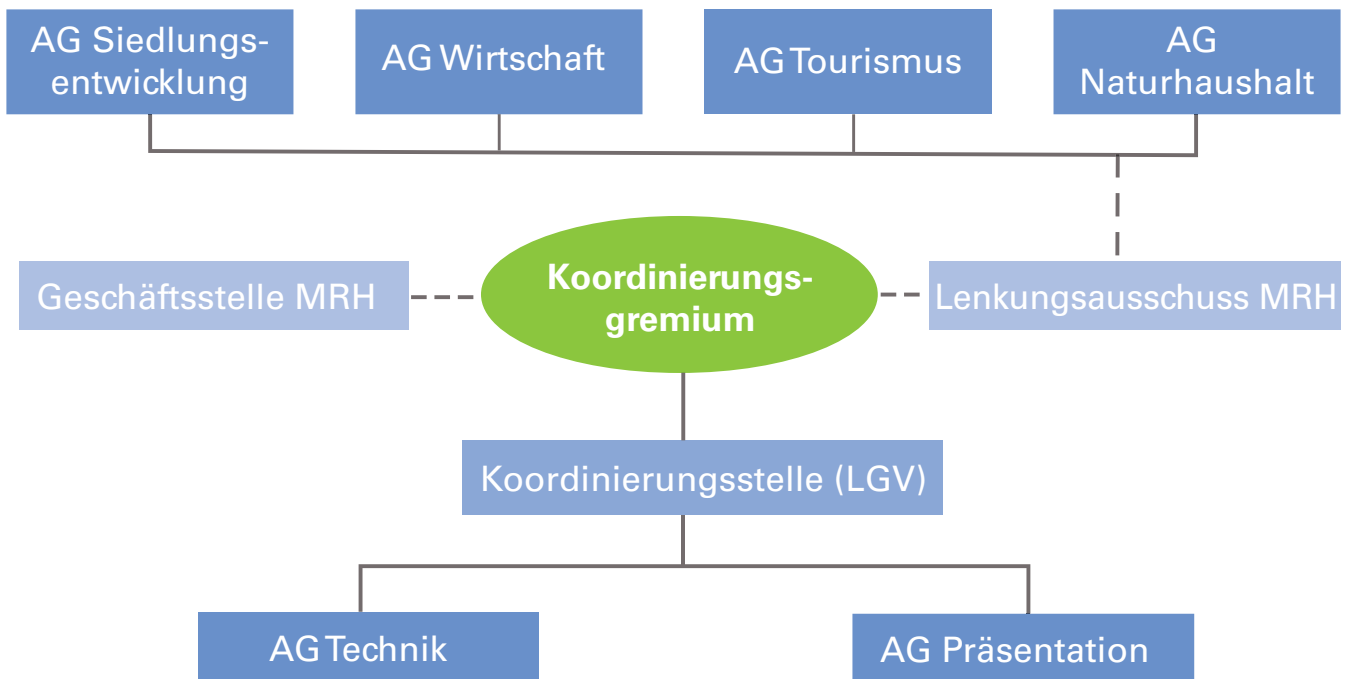 AG Siedlungs-
entwicklung
AG Wirtschaft
AG Tourismus
AG
Naturhaushalt
Geschäftsstelle MRH
Koordinierungs-
gremium
Lenkungsausschuss MRH
Koordinierungsstelle (LGV)
AG Technik
AG Präsentation